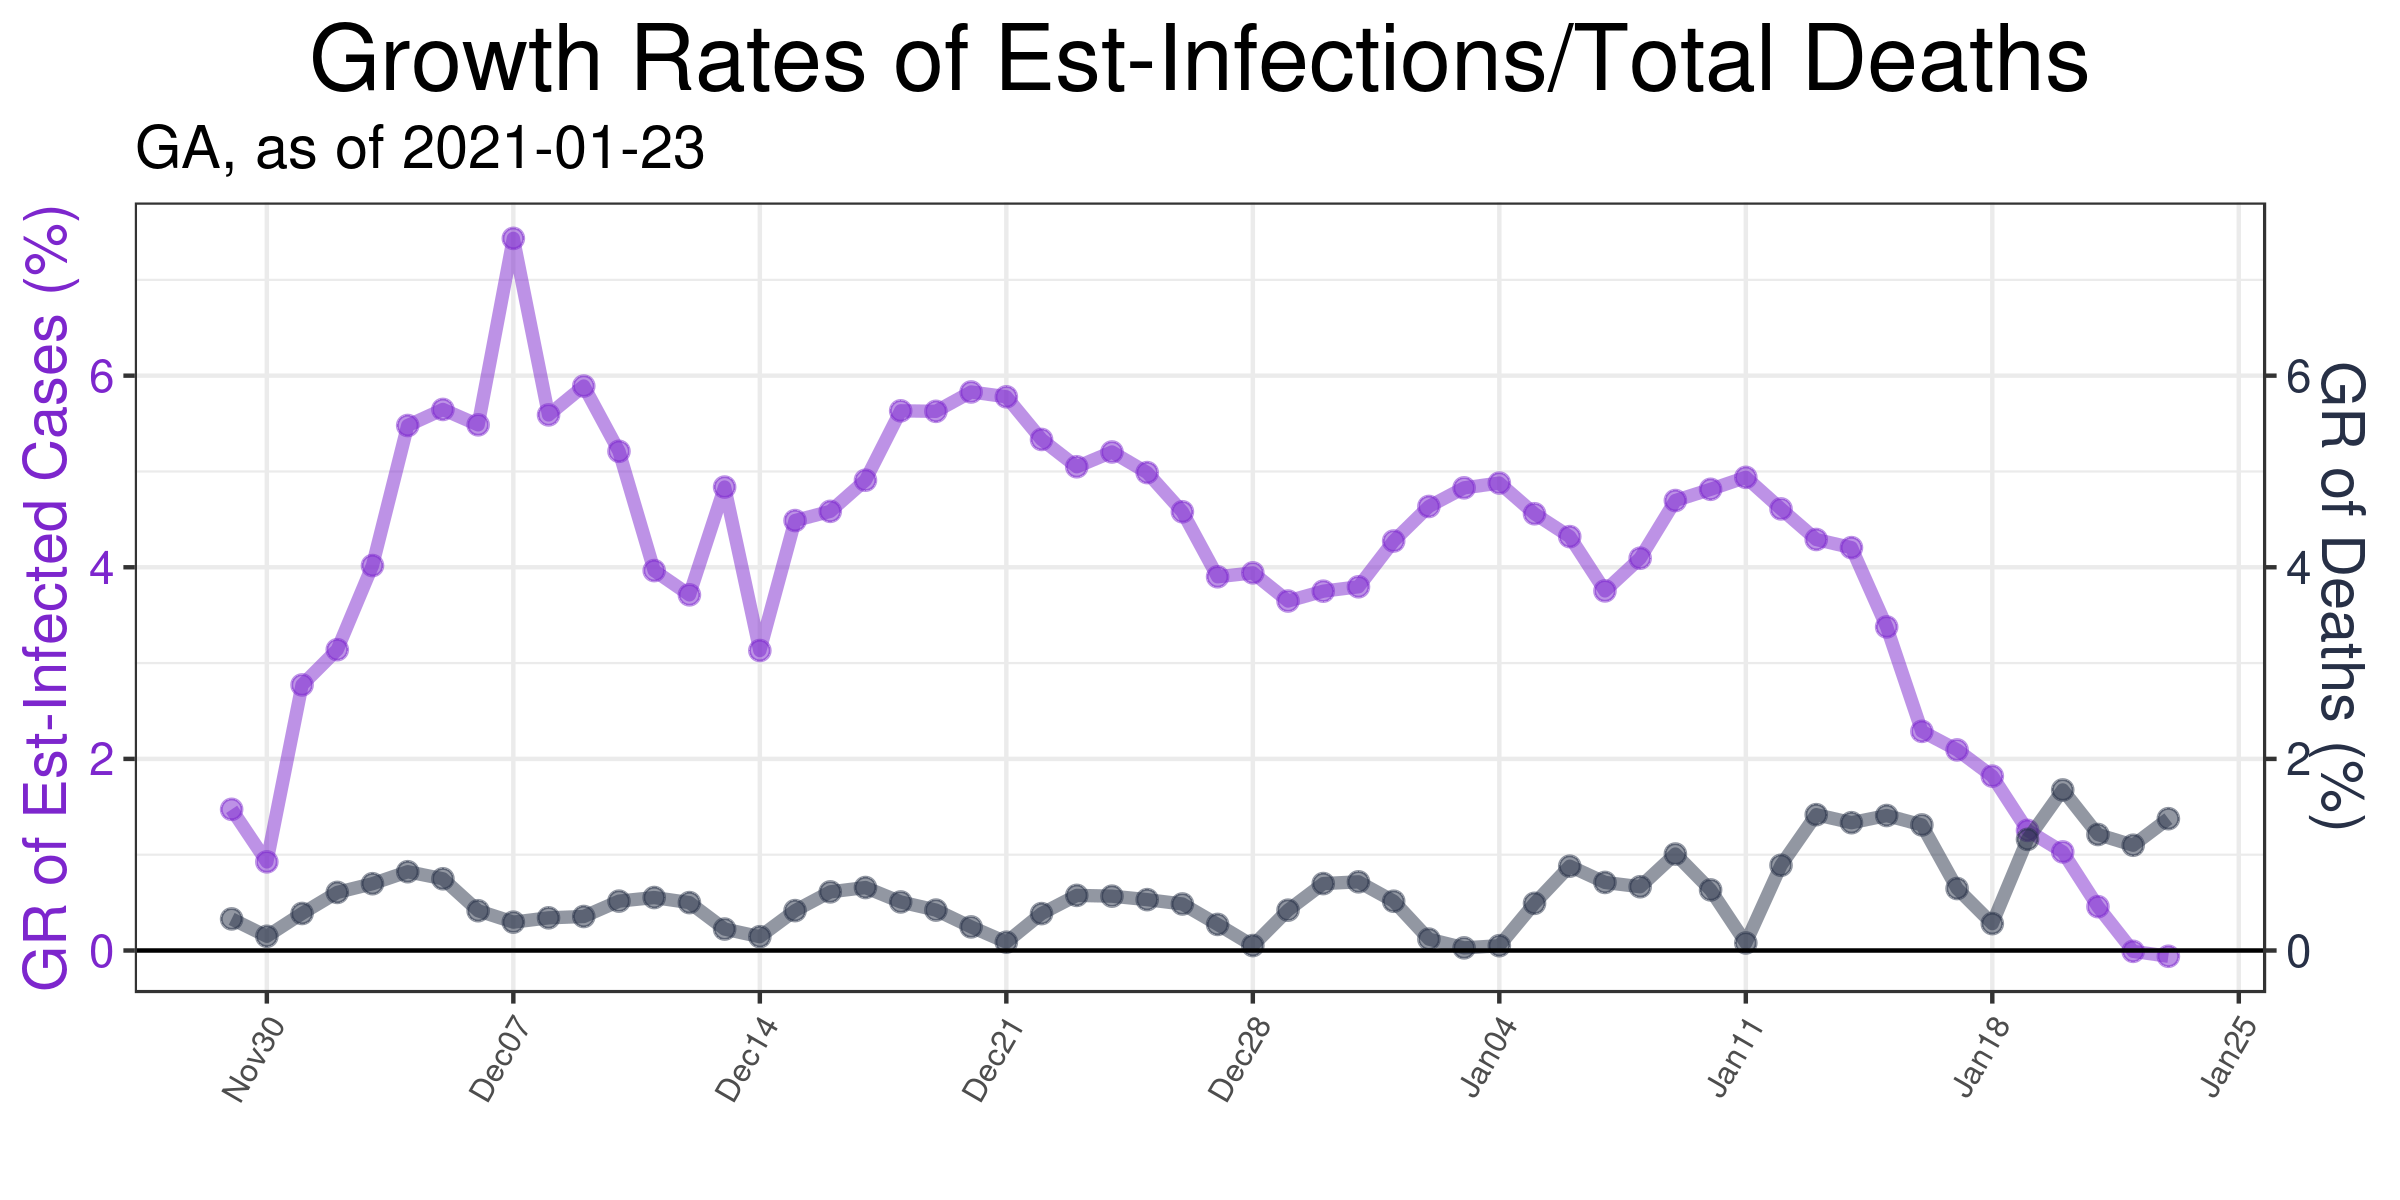 Growth Rates of Est-Infections/Total Deaths
GA, as of 2021-01-23
GR of Est-Infected Cases (%)
6
4
2
0
6
4
2
0
GR of Deaths (%)
Nov30
Dec07
Dec14
Dec21
Dec28
Jan04
Jan11
Jan18
Jan25